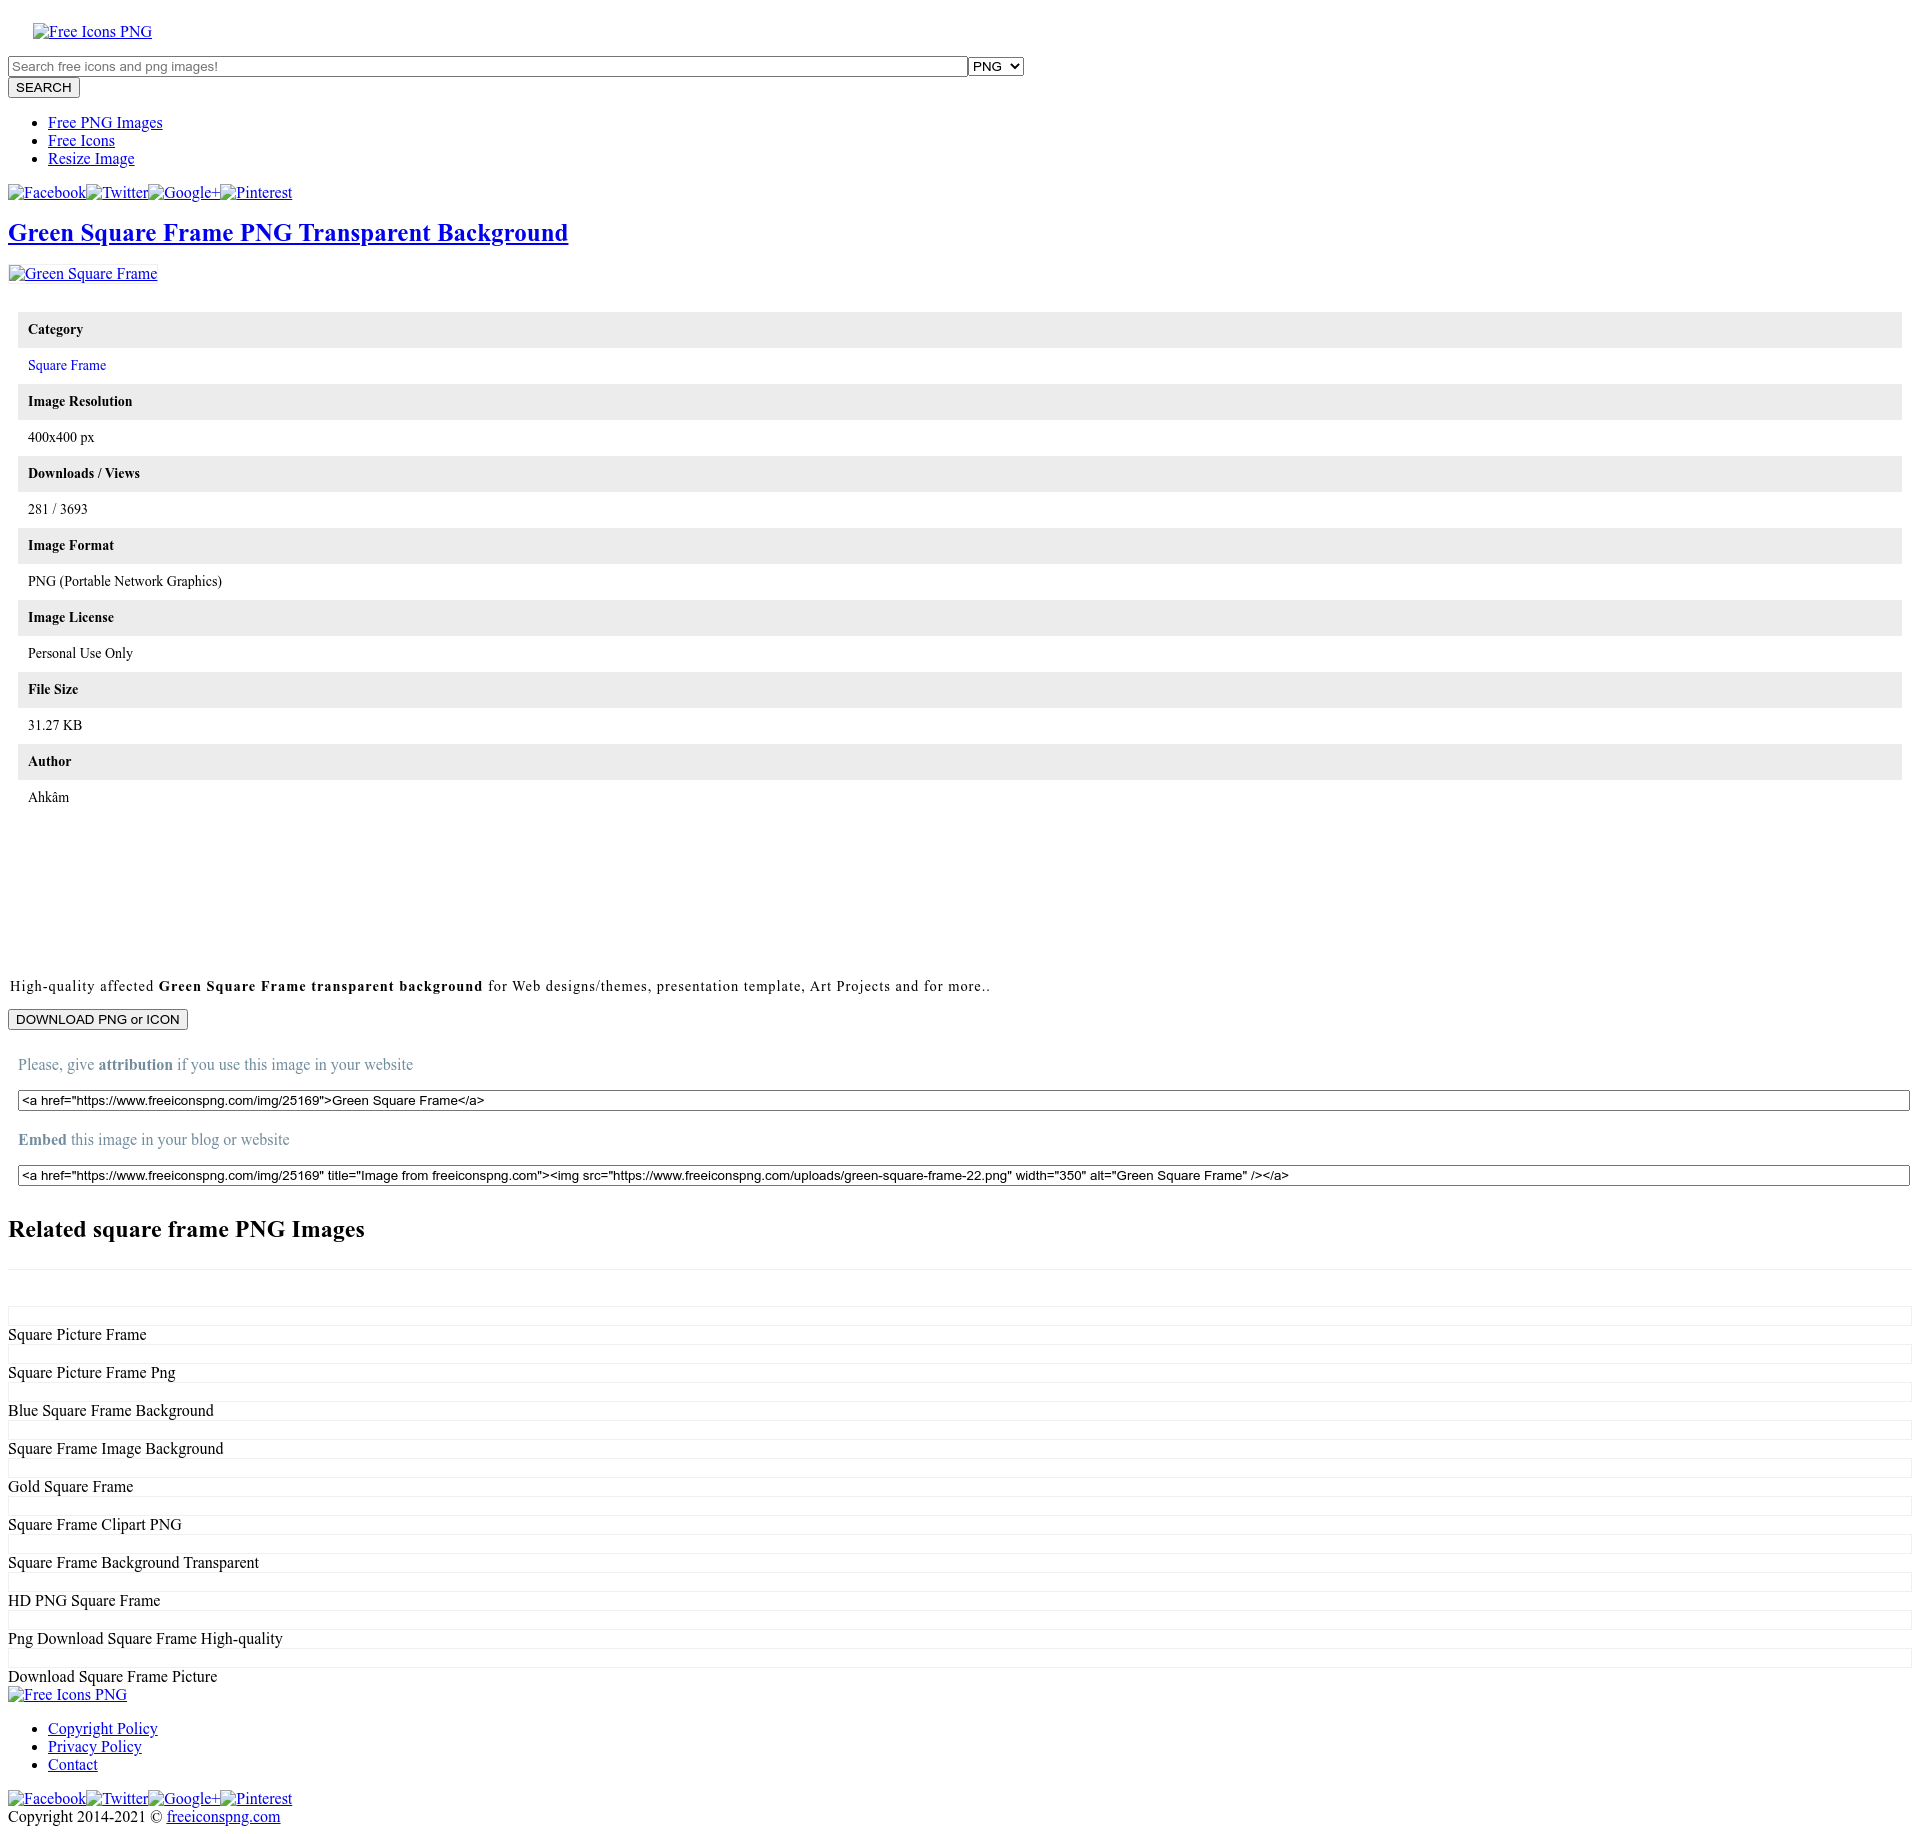 Free Icons PNG
Search free icons and png images! PNG
SEARCH
Free PNG Images
Free Icons
Resize Image
Facebook Twitter Google+ Pinterest
Green Square Frame PNG Transparent Background
Green Square Frame
Category
Square Frame
Image Resolution
400x400 px
Downloads / Views
281 / 3693
Image Format
PNG (Portable Network Graphics)
Image License
Personal Use Only
File Size
31.27 KB
Author
Ahkâm
High-quality affected Green Square Frame transparent background for Web designs/themes, presentation template, Art Projects and for more..
DOWNLOAD PNG or ICON
Please, give attribution if you use this image in your website
<a href="https://www.freeiconspng.com/img/25169">Green Square Frame</a>
Embed this image in your blog or website
<a href="https://www.freeiconspng.com/img/25169" title="Image from freeiconspng.com"><img src="https://www.freeiconspng.com/uploads/green-square-frame-22.png" width="350" alt="Green Square Frame" /></a>
Related square frame PNG Images
Square Picture Frame
Square Picture Frame Png
Blue Square Frame Background
Square Frame Image Background
Gold Square Frame
Square Frame Clipart PNG
Square Frame Background Transparent
HD PNG Square Frame
Png Download Square Frame High-quality
Download Square Frame Picture
Free Icons PNG
Copyright Policy
Privacy Policy
Contact
Facebook Twitter Google+ Pinterest
Copyright 2014-2021 © freeiconspng.com